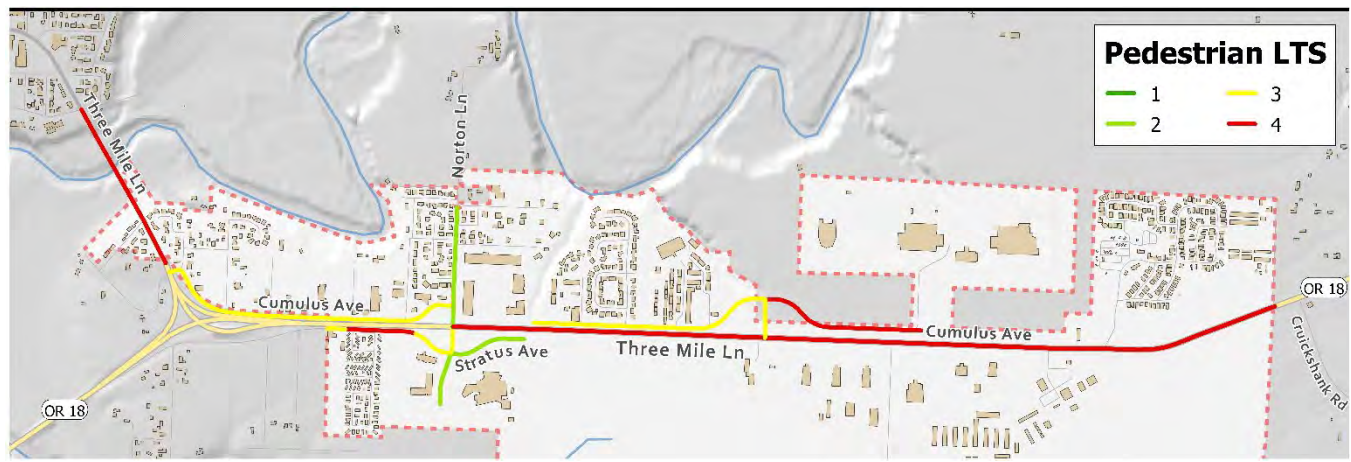 Pedestrian LTS
1
3
2
4
Three Mile Ln
Norton Ln
Cumulus Ave
Stratus Ave
Three Mile Ln
Cumulus Ave
OR 18
Cruickshank Rd
OR 18